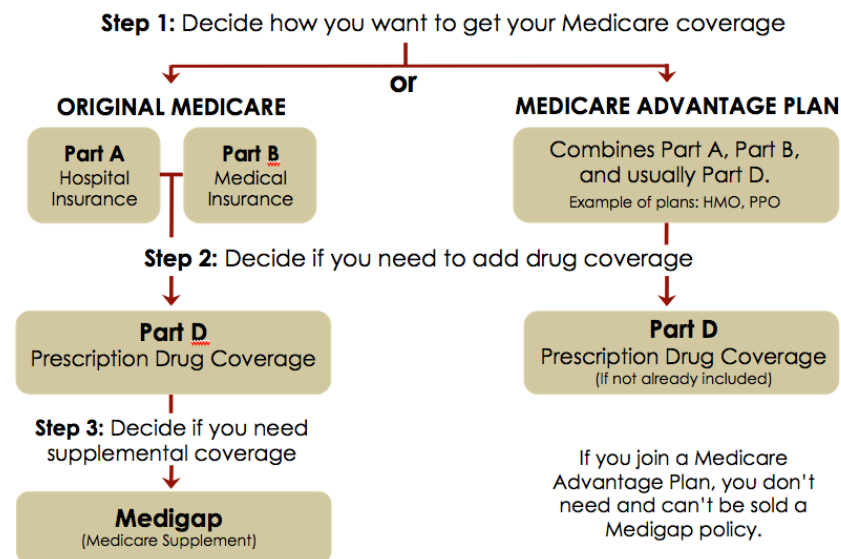 Step 1: Decide how you want to get your Medicare coverage
or
ORIGINAL MEDICARE
Part A
Hospital
Insurance
Part B
Medical
Insurance
MEDICARE ADVANTAGE PLAN
Combines Part A, Part B,
and usually Part D.
Example of plans: HMO, PPO
Step 2: Decide if you need to add drug coverage
Part D
Prescription Drug Coverage
Part D
Prescription Drug Coverage
(If not already included)
Step 3: Decide if you need
supplemental coverage
Medigap
(Medicare Supplement)
If you join a Medicare
Advantage Plan, you don’t
need and can’t be sold a
Medigap policy.